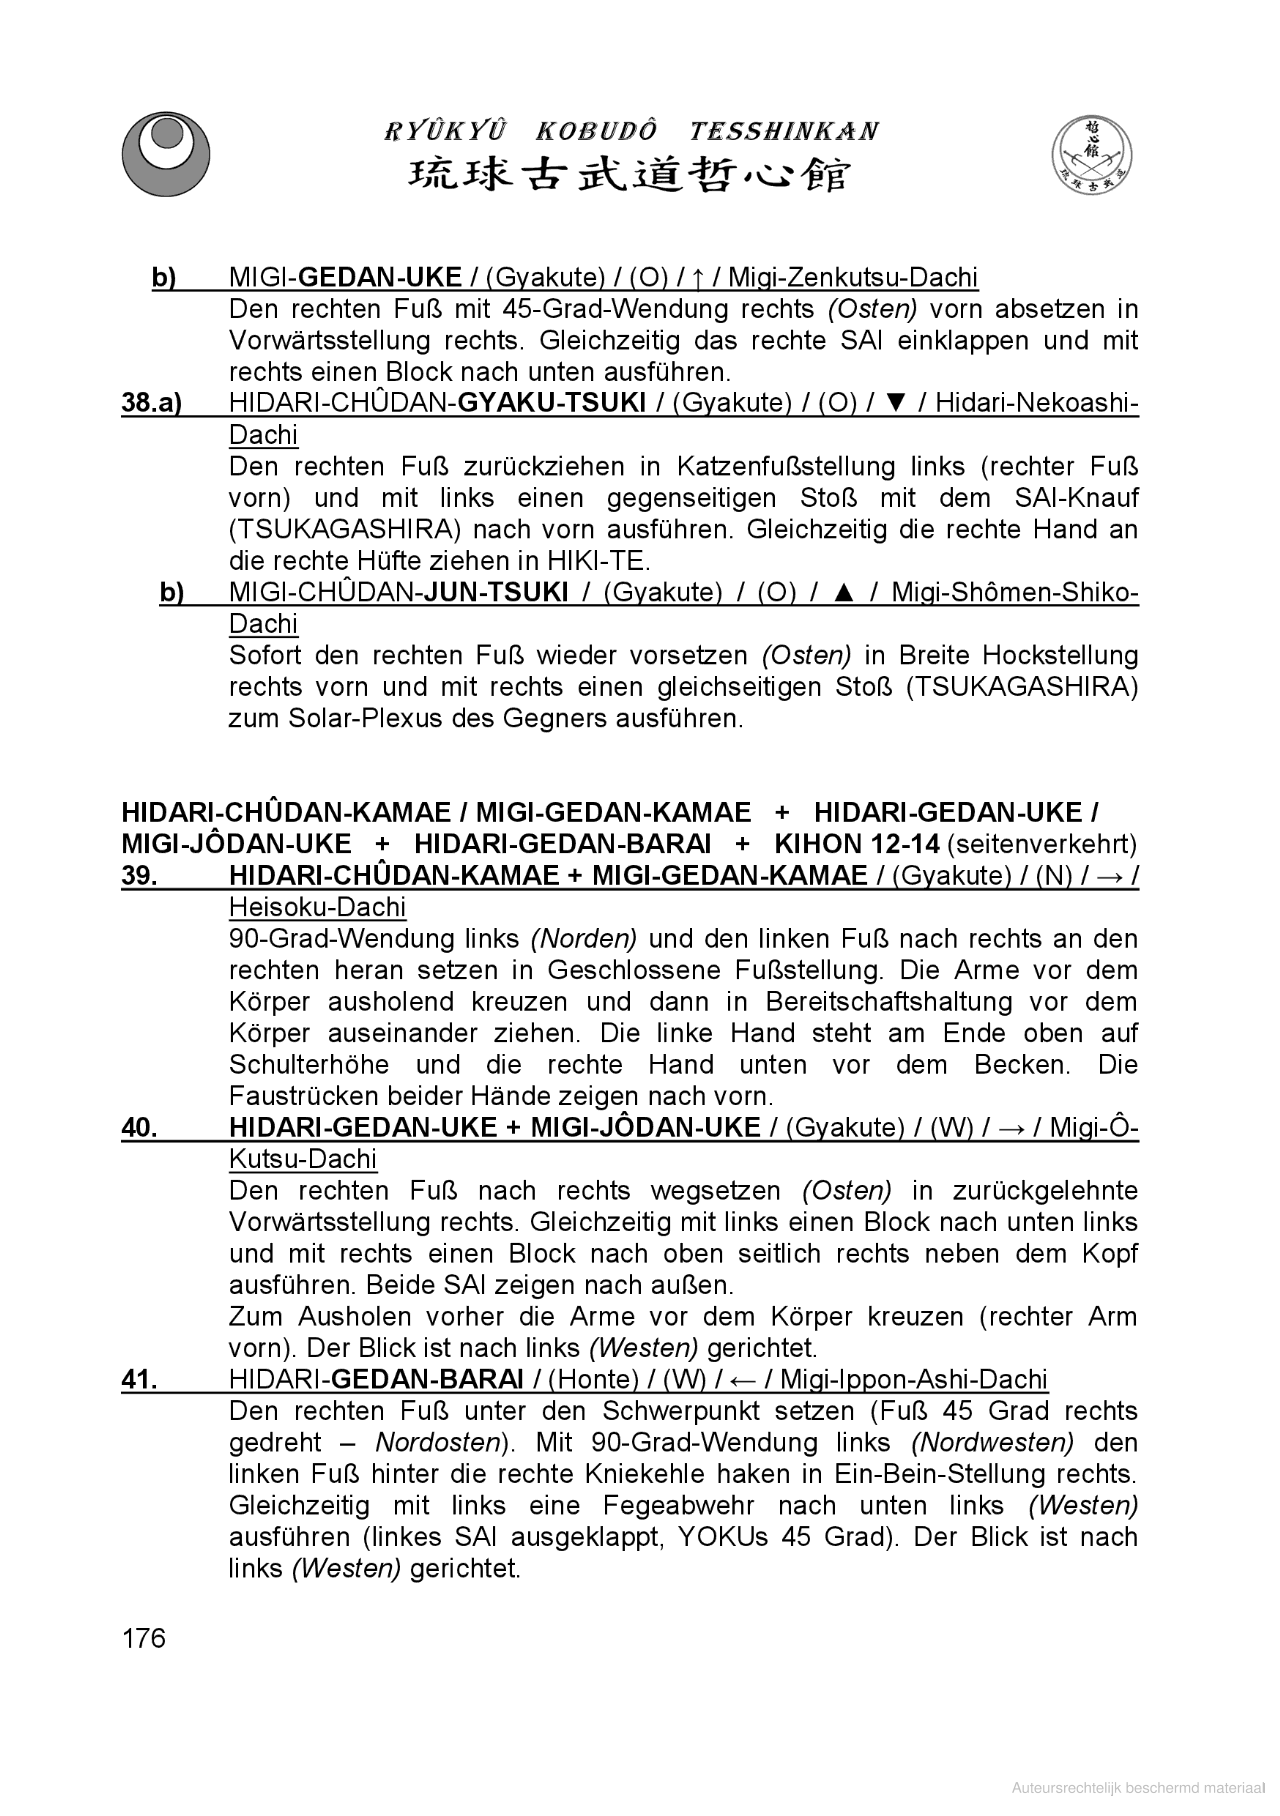 RYÛKYÛ KOBUDÔ TESSHINKAN
琉球古武道哲心館
哲心館
琉球古武道
b) MIGI-GEDAN-UKE / (Gyakute) / (O) / ↑ / Migi-Zenkutsu-Dachi
Den rechten Fuß mit 45-Grad-Wendung rechts (Osten) vorn absetzen in
Vorwärtsstellung rechts. Gleichzeitig das rechte SAI einklappen und mit
rechts einen Block nach unten ausführen.
38.a) HIDARI-CHÛDAN-GYAKU-TSUKI / (Gyakute) / (O) / ▼ / Hidari-Nekoashi-
Dachi
Den rechten Fuß zurückziehen in Katzenfußstellung links (rechter Fuß
vorn) und mit links einen gegenseitigen Stoß mit dem SAI-Knauf
(TSUKAGASHIRA) nach vorn ausführen. Gleichzeitig die rechte Hand an
die rechte Hüfte ziehen in HIKI-TE.
b) MIGI-CHÛDAN-JUN-TSUKI / (Gyakute) / (O) / ▲ / Migi-Shômen-Shiko-
Dachi
Sofort den rechten Fuß wieder vorsetzen (Osten) in Breite Hockstellung
rechts vorn und mit rechts einen gleichseitigen Stoß (TSUKAGASHIRA)
zum Solar-Plexus des Gegners ausführen.
HIDARI-CHÛDAN-KAMAE / MIGI-GEDAN-KAMAE + HIDARI-GEDAN-UKE /
MIGI-JÔDAN-UKE + HIDARI-GEDAN-BARAI + KIHON 12-14 (seitenverkehrt)
39. HIDARI-CHÛDAN-KAMAE + MIGI-GEDAN-KAMAE / (Gyakute) / (N) / → /
Heisoku-Dachi
90-Grad-Wendung links (Norden) und den linken Fuß nach rechts an den
rechten heran setzen in Geschlossene Fußstellung. Die Arme vor dem
Körper ausholend kreuzen und dann in Bereitschaftshaltung vor dem
Körper auseinander ziehen. Die linke Hand steht am Ende oben auf
Schulterhöhe und die rechte Hand unten vor dem Becken. Die
Faustrücken beider Hände zeigen nach vorn.
40. HIDARI-GEDAN-UKE + MIGI-JÔDAN-UKE / (Gyakute) / (W) / → / Migi-Ô-
Kutsu-Dachi
Den rechten Fuß nach rechts wegsetzen (Osten) in zurückgelehnte
Vorwärtsstellung rechts. Gleichzeitig mit links einen Block nach unten links
und mit rechts einen Block nach oben seitlich rechts neben dem Kopf
ausführen. Beide SAI zeigen nach außen.
Zum Ausholen vorher die Arme vor dem Körper kreuzen (rechter Arm
vorn). Der Blick ist nach links (Westen) gerichtet.
41. HIDARI-GEDAN-BARAI / (Honte) / (W) / ← / Migi-Ippon-Ashi-Dachi
Den rechten Fuß unter den Schwerpunkt setzen (Fuß 45 Grad rechts
gedreht – Nordosten). Mit 90-Grad-Wendung links (Nordwesten) den
linken Fuß hinter die rechte Kniekehle haken in Ein-Bein-Stellung rechts.
Gleichzeitig mit links eine Fegeabwehr nach unten links (Westen)
ausführen (linkes SAI ausgeklappt, YOKUs 45 Grad). Der Blick ist nach
links (Westen) gerichtet.
176
Auteursrechtelijk beschermd materiaal